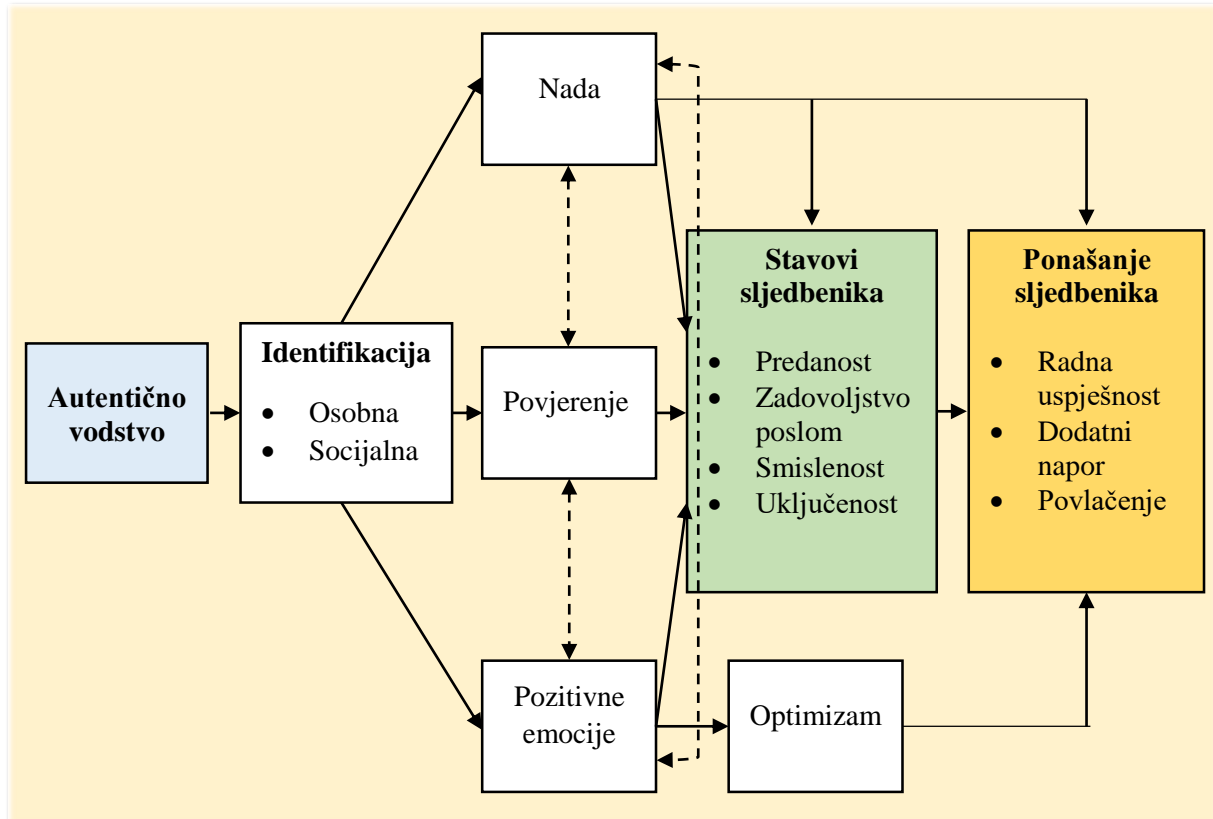 Nada
Autentično
vodstvo
Identifikacija
● Osobna
● Socijalna
Povjerenje
Pozitivne
emocije
Optimizam
Stavovi
sljedbenika
● Predanost
● Zadovoljstvo
poslom
● Smislenost
● Uključenost
Ponašanje
sljedbenika
● Radna
uspješnost
● Dodatni
napor
● Povlačenje